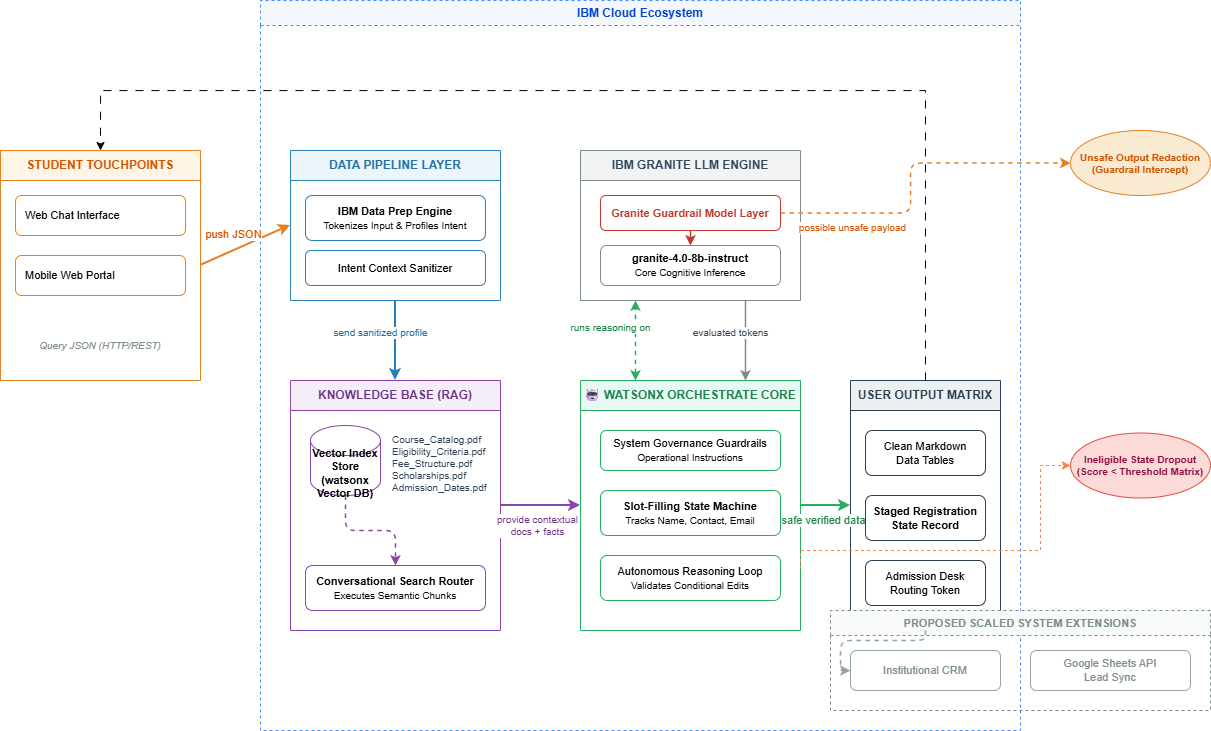 IBM Cloud Ecosystem
STUDENT TOUCHPOINTS
Web Chat Interface
Mobile Web Portal
Query JSON (HTTP/REST)
push JSON
DATA PIPELINE LAYER
IBM Data Prep Engine
Tokenizes Input & Profiles Intent
Intent Context Sanitizer
send sanitized profile
IBM GRANITE LLM ENGINE
Granite Guardrail Model Layer
granite-4.0-8b-instruct
Core Cognitive Inference
possible unsafe payload
Unsafe Output Redaction
(Guardrail Intercept)
runs reasoning on
evaluated tokens
KNOWLEDGE BASE (RAG)
Vector Index
Store
(watsonx
Vector DB)
Course_Catalog.pdf
Eligibility_Criteria.pdf
Fee_Structure.pdf
Scholarships.pdf
Admission_Dates.pdf
Conversational Search Router
Executes Semantic Chunks
provide contextual
docs + facts
WATSONX ORCHESTRATE CORE
System Governance Guardrails
Operational Instructions
Slot-Filling State Machine
Tracks Name, Contact, Email
Autonomous Reasoning Loop
Validates Conditional Edits
safe verified data
USER OUTPUT MATRIX
Clean Markdown
Data Tables
Staged Registration
State Record
Admission Desk
Routing Token
Ineligible State Dropout
(Score < Threshold Matrix)
PROPOSED SCALED SYSTEM EXTENSIONS
Institutional CRM
Google Sheets API
Lead Sync